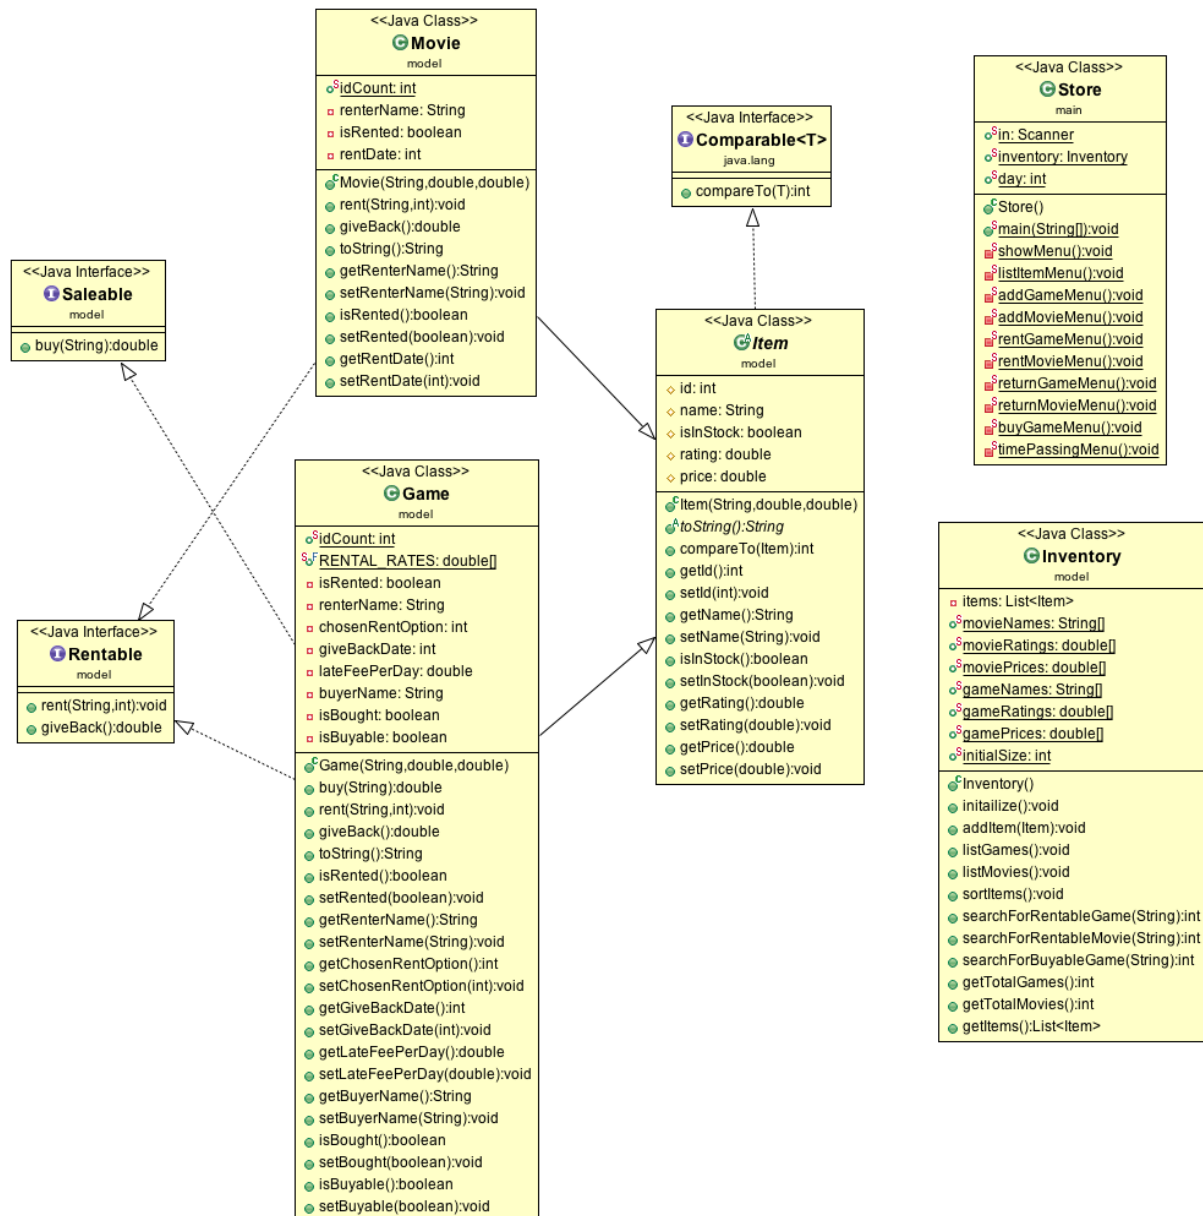 <<Java Class>>
Movie
model
idCount: int
renterName: String
isRented: boolean
rentDate: int
Movie(String,double,double)
rent(String,int):void
giveBack():double
toString():String
getRenterName():String
setRenterName(String):void
isRented():boolean
setRented(boolean):void
getRentDate():int
setRentDate(int):void
<<Java Interface>>
Comparable<T>
java.lang
compareTo(T):int
<<Java Class>>
Store
main
in: Scanner
inventory: Inventory
day: int
Store()
main(String[]):void
showMenu():void
listItemMenu():void
addGameMenu():void
addMovieMenu():void
rentGameMenu():void
rentMovieMenu():void
returnGameMenu():void
returnMovieMenu():void
buyGameMenu():void
timePassingMenu():void
<<Java Interface>>
Saleable
model
buy(String):double
<<Java Class>>
Item
model
id: int
name: String
isInStock: boolean
rating: double
price: double
Item(String,double,double)
toString():String
compareTo(Item):int
getId():int
setId(int):void
getName():String
setName(String):void
isInStock():boolean
setInStock(boolean):void
getRating():double
setRating(double):void
getPrice():double
setPrice(double):void
<<Java Class>>
Game
model
idCount: int
RENTAL_RATES: double[]
isRented: boolean
renterName: String
chosenRentOption: int
giveBackDate: int
lateFeePerDay: double
buyerName: String
isBought: boolean
isBuyable: boolean
Game(String,double,double)
buy(String):double
rent(String,int):void
giveBack():double
toString():String
isRented():boolean
setRented(boolean):void
getRenterName():String
setRenterName(String):void
getChosenRentOption():int
setChosenRentOption(int):void
getGiveBackDate():int
setGiveBackDate(int):void
getLateFeePerDay():double
setLateFeePerDay(double):void
getBuyerName():String
setBuyerName(String):void
isBought():boolean
setBought(boolean):void
isBuyable():boolean
setBuyable(boolean):void
<<Java Interface>>
Rentable
model
rent(String,int):void
giveBack():double
<<Java Class>>
Inventory
model
items: List<Item>
movieNames: String[]
movieRatings: double[]
moviePrices: double[]
gameNames: String[]
gameRatings: double[]
gamePrices: double[]
initialSize: int
Inventory()
initailize():void
addItem(Item):void
listGames():void
listMovies():void
sortItems():void
searchForRentableGame(String):int
searchForRentableMovie(String):int
searchForBuyableGame(String):int
getTotalGames():int
getTotalMovies():int
getItems():List<Item>